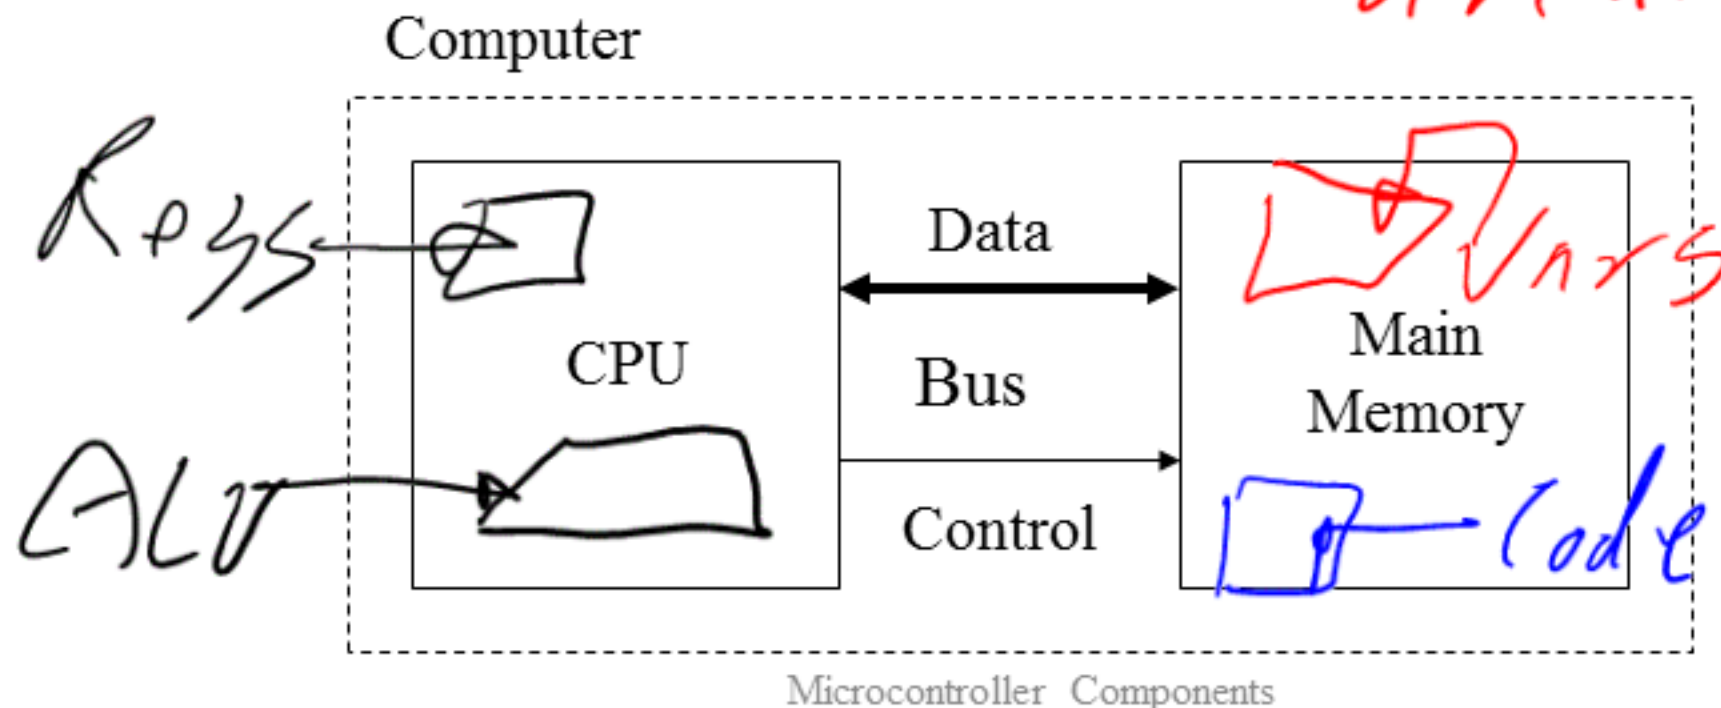 Computer
Regs
Data
Vars
CPU
Main
Memory
Bus
ALU
Control
Code
Microcontroller Components